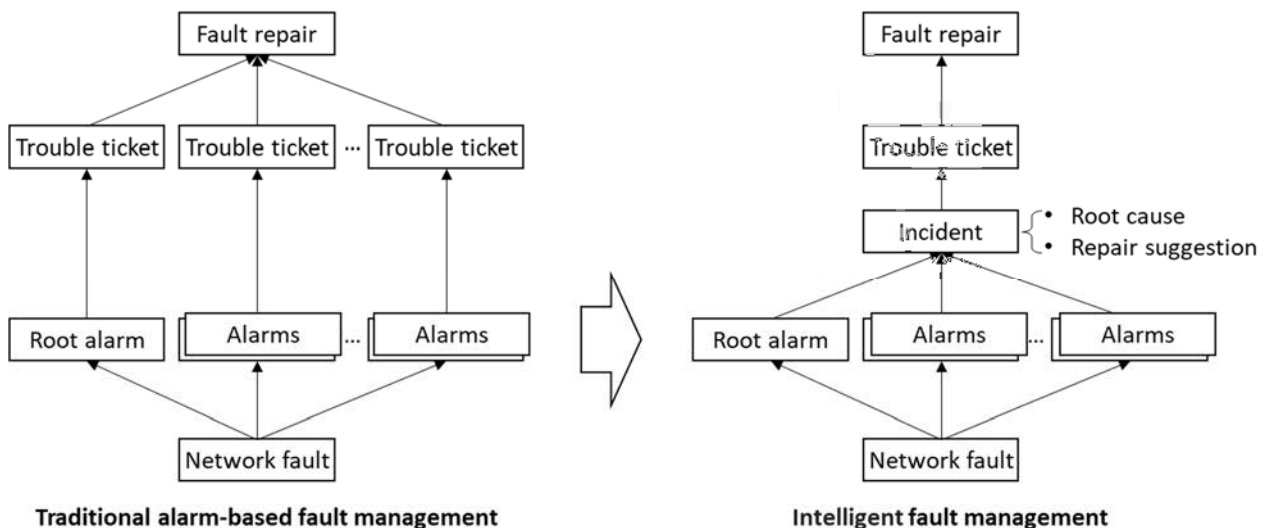 Fault repair
Trouble ticket
Trouble ticket
...
Trouble ticket
Root alarm
Alarms
...
Alarms
Network fault
Traditional alarm-based fault management
Fault repair
Trouble ticket
Incident
• Root cause
• Repair suggestion
Root alarm
Alarms
...
Alarms
Network fault
Intelligent fault management